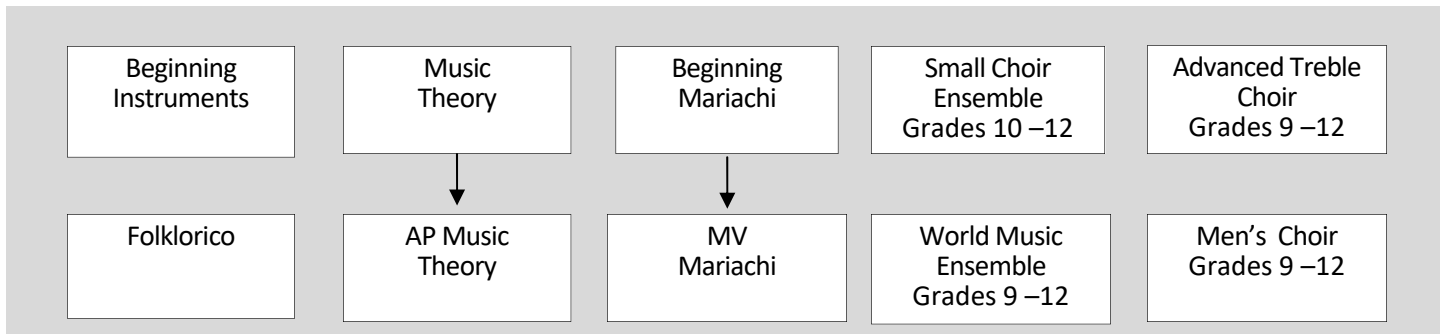 Beginning
Instruments
Music
Theory
Beginning
Mariachi
Small Choir
Ensemble
Grades 10 –12
Advanced Treble
Choir
Grades 9 –12
Folklorico
AP Music
Theory
MV
Mariachi
World Music
Ensemble
Grades 9 –12
Men’s Choir
Grades 9 –12